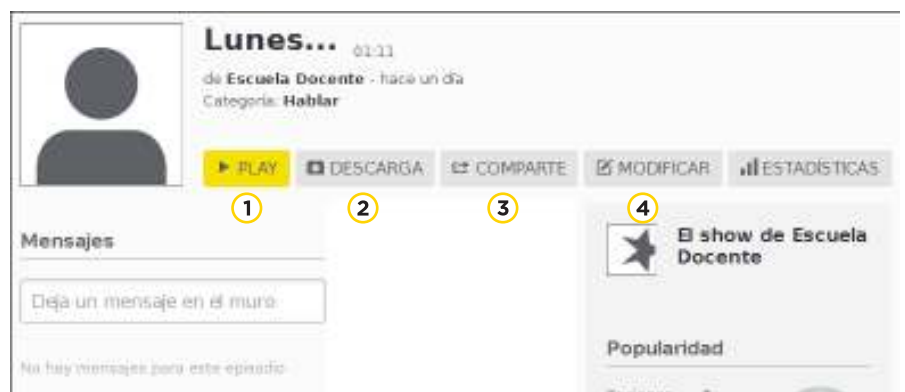 Lunes... 01:11
de Escuela Docente - hace un día
Categoría: Hablar
PLAY DESCARGA COMPARTE MODIFICAR ESTADÍSTICAS
1 2 3 4
Mensajes
Deja un mensaje en el muro
No hay mensajes para este episodio
El show de Escuela
Docente
Popularidad